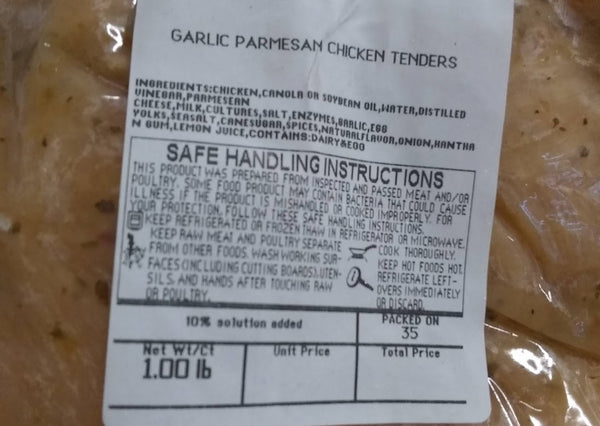 GARLIC PARMESAN CHICKEN TENDERS
INGREDIENTS:CHICKEN,CANOLA OR SOYBEAN OIL,WATER,DISTILLED
VINEGAR,PARMESERN
CHEESE,MILK,CULTURES,SALT,ENZYMES,GARLIC,EGG
YOLKS,SEASALT,CANESUGAR,SPICES,NATURALFLAVOR,ONION,XANTHA
N GUM,LEMON JUICE,CONTAINS:DAIRY&EGG
SAFE HANDLING INSTRUCTIONS
THIS PRODUCT WAS PREPARED FROM INSPECTED AND PASSED MEAT AND/OR
POULTRY. SOME FOOD PRODUCT MAY CONTAIN BACTERIA THAT COULD CAUSE
ILLNESS IF THE PRODUCT IS MISHANDLED OR COOKED IMPROPERLY. FOR
YOUR PROTECTION, FOLLOW THESE SAFE HANDLING INSTRUCTIONS.
KEEP REFRIGERATED OR FROZEN THAW IN REFRIGERATOR OR MICROWAVE.
KEEP RAW MEAT AND POULTRY SEPARATE
FROM OTHER FOODS. WASH WORKING SUR-
FACES (INCLUDING CUTTING BOARDS), UTEN-
SILS AND HANDS AFTER TOUCHING RAW
OR POULTRY
COOK THOROUGHLY.
KEEP HOT FOODS HOT.
REFRIGERATE LEFT-
OVERS IMMEDIATELY
OR DISCARD
10% solution added
PACKED ON
35
Net Wt/Ct
1.00 lb
Unit Price
Total Price